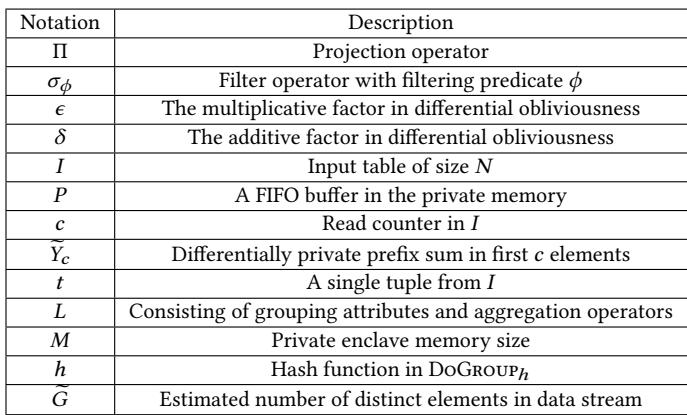 Notation Description
Π Projection operator
σ_ϕ Filter operator with filtering predicate ϕ
ϵ The multiplicative factor in differential obliviousness
δ The additive factor in differential obliviousness
I Input table of size N
P A FIFO buffer in the private memory
c Read counter in I
Ỹ_c Differentially private prefix sum in first c elements
t A single tuple from I
L Consisting of grouping attributes and aggregation operators
M Private enclave memory size
h Hash function in DoGroup_h
G̃ Estimated number of distinct elements in data stream